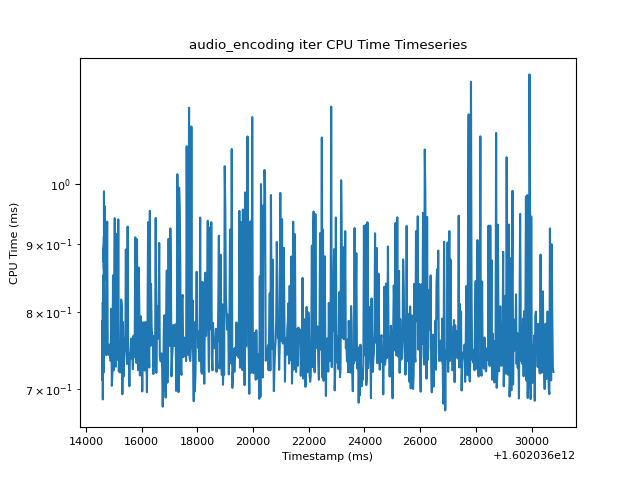 audio_encoding iter CPU Time Timeseries
CPU Time (ms)
10⁰
9 × 10⁻¹
8 × 10⁻¹
7 × 10⁻¹
14000 16000 18000 20000 22000 24000 26000 28000 30000
+1.602036e12
Timestamp (ms)